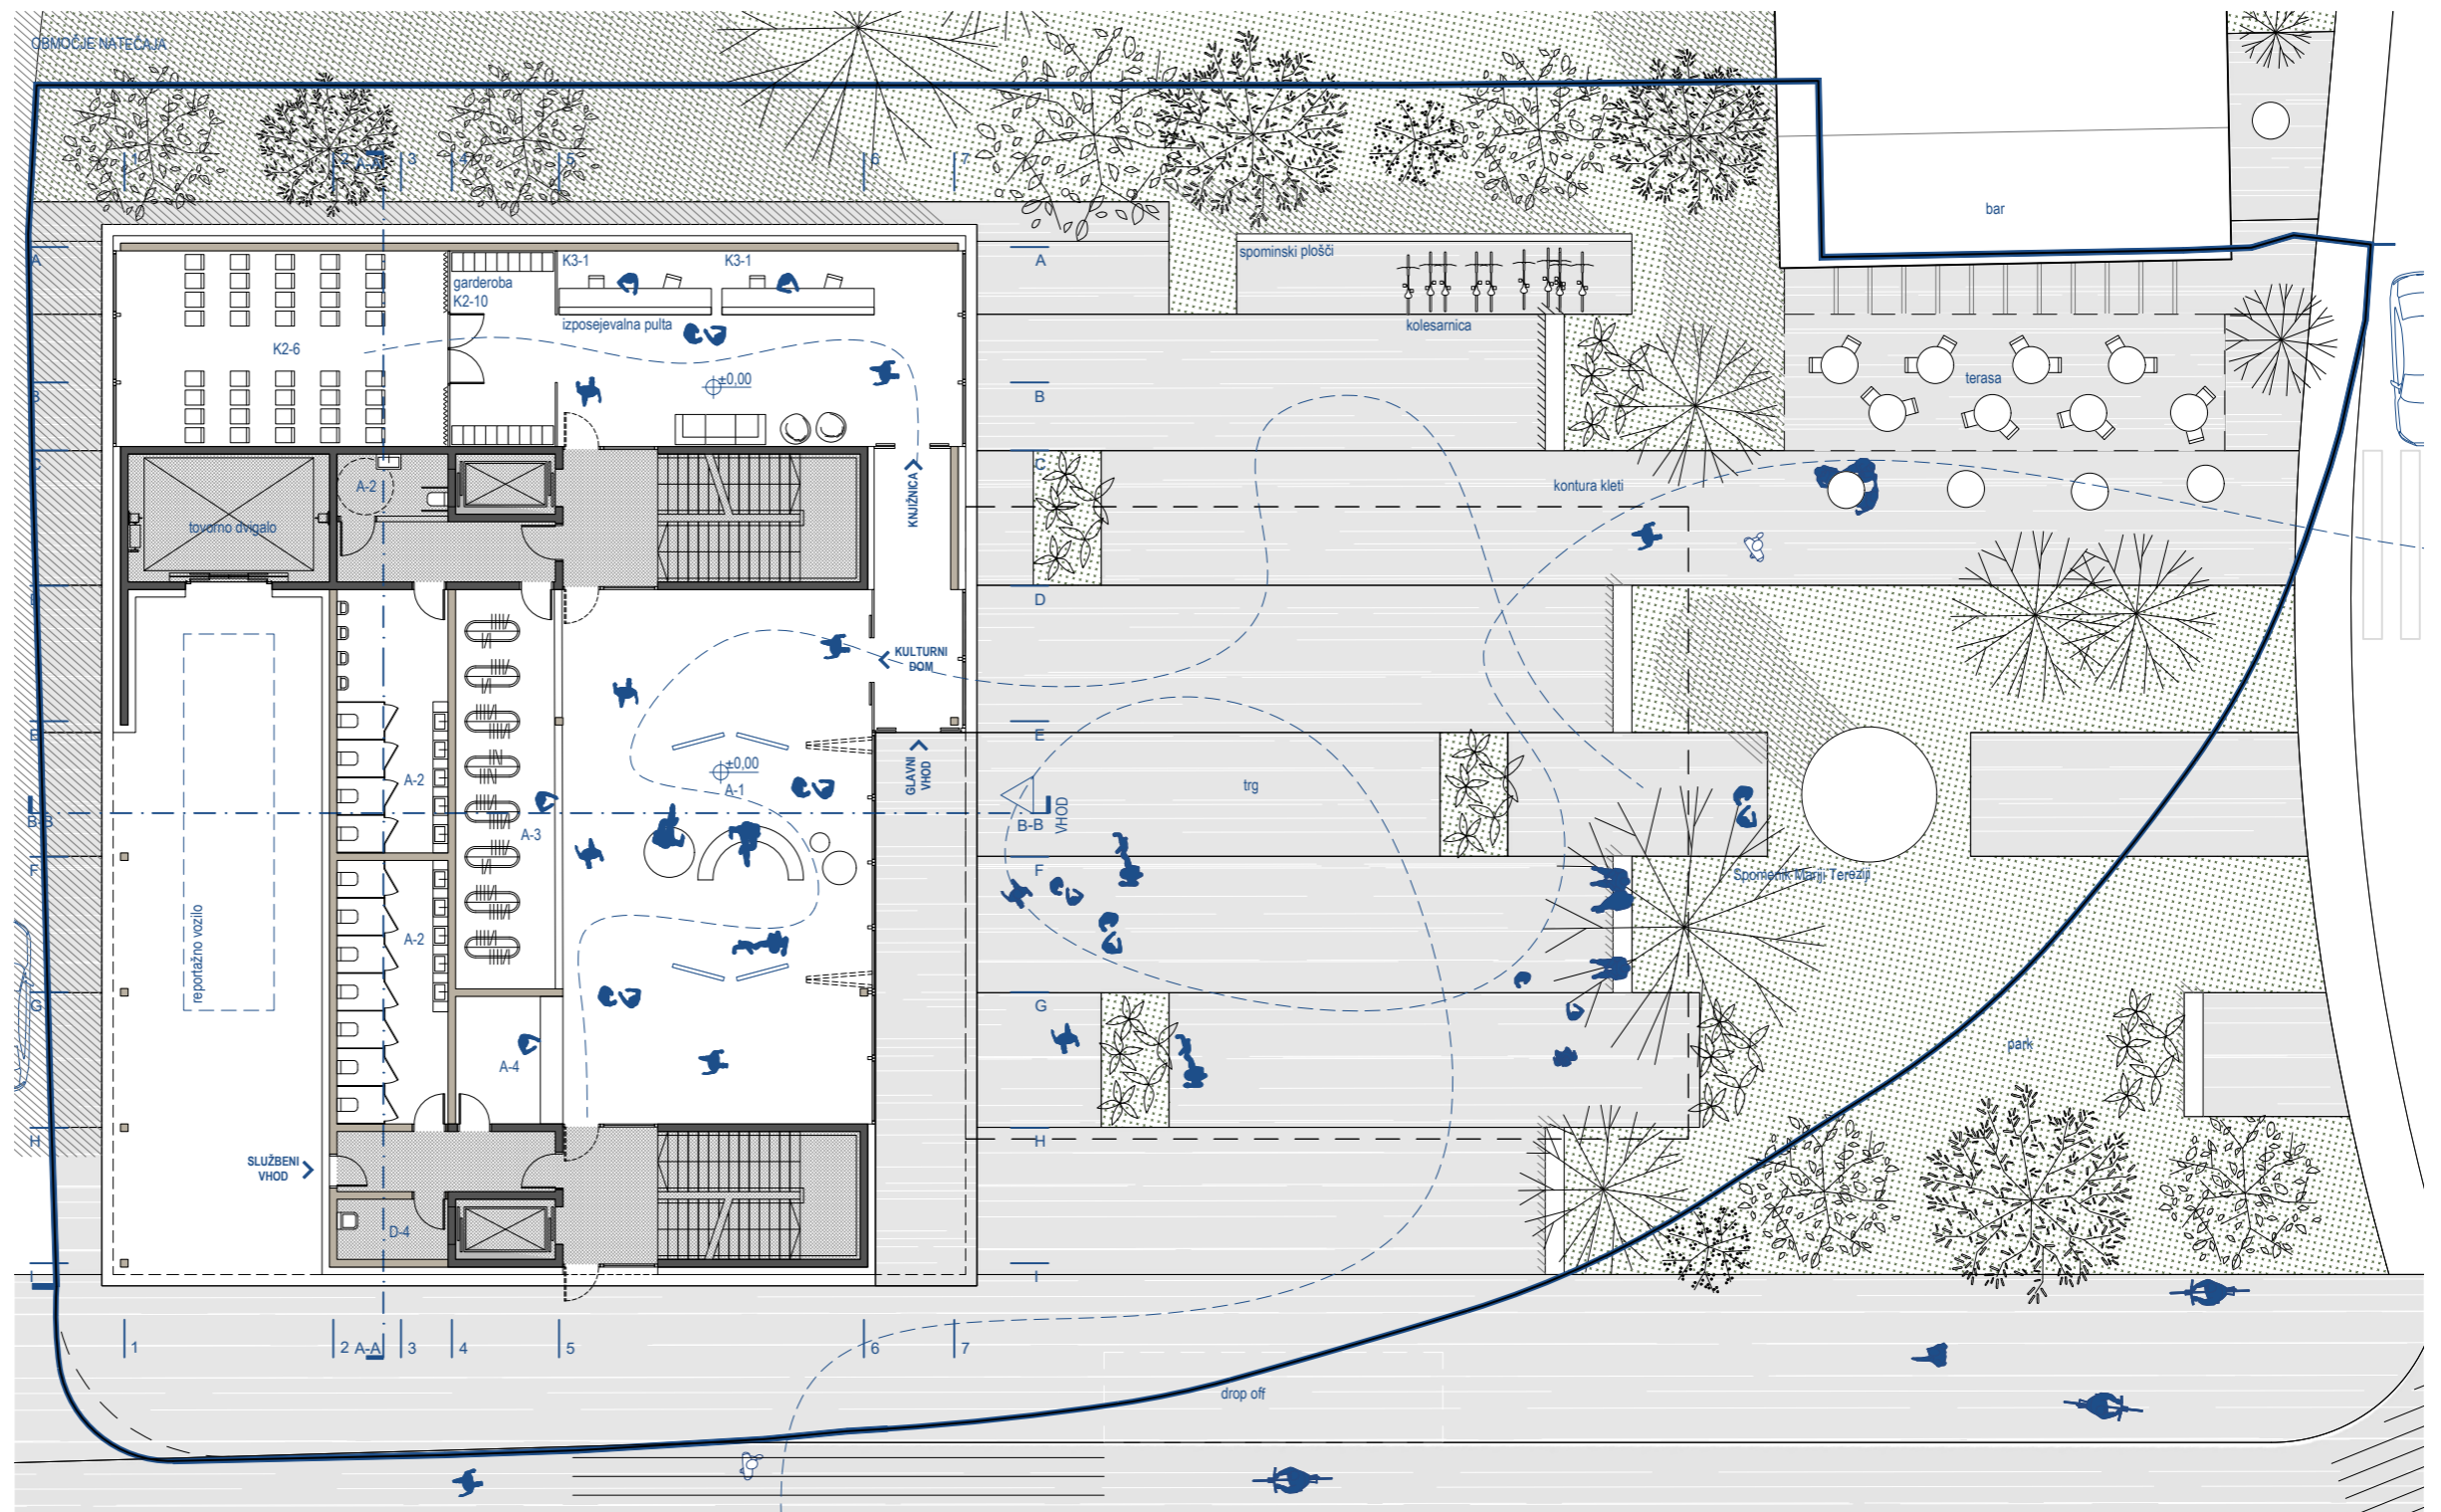 OBMOČJE NATEČAJA
1
2
A-A
3
4
5
6
7
bar
A
K3-1
K3-1
garderoba
K2-10
izposejevalna pulta
spominski plošči
kolesarnica
A
K2-6
±0,00
terasa
B
B
C
C
A-2
tovorno dvigalo
KNJIŽNICA
kontura kleti
D
D
KULTURNI
DOM
E
E
±0,00
A-1
GLAVNI
VHOD
trg
A-2
A-3
B-B
B-B
VHOD
F
F
Spomenik Mariji Tereziji
reportažno vozilo
A-2
G
G
A-4
park
H
H
SLUŽBENI
VHOD
D-4
I
I
1
2
A-A
3
4
5
6
7
drop off